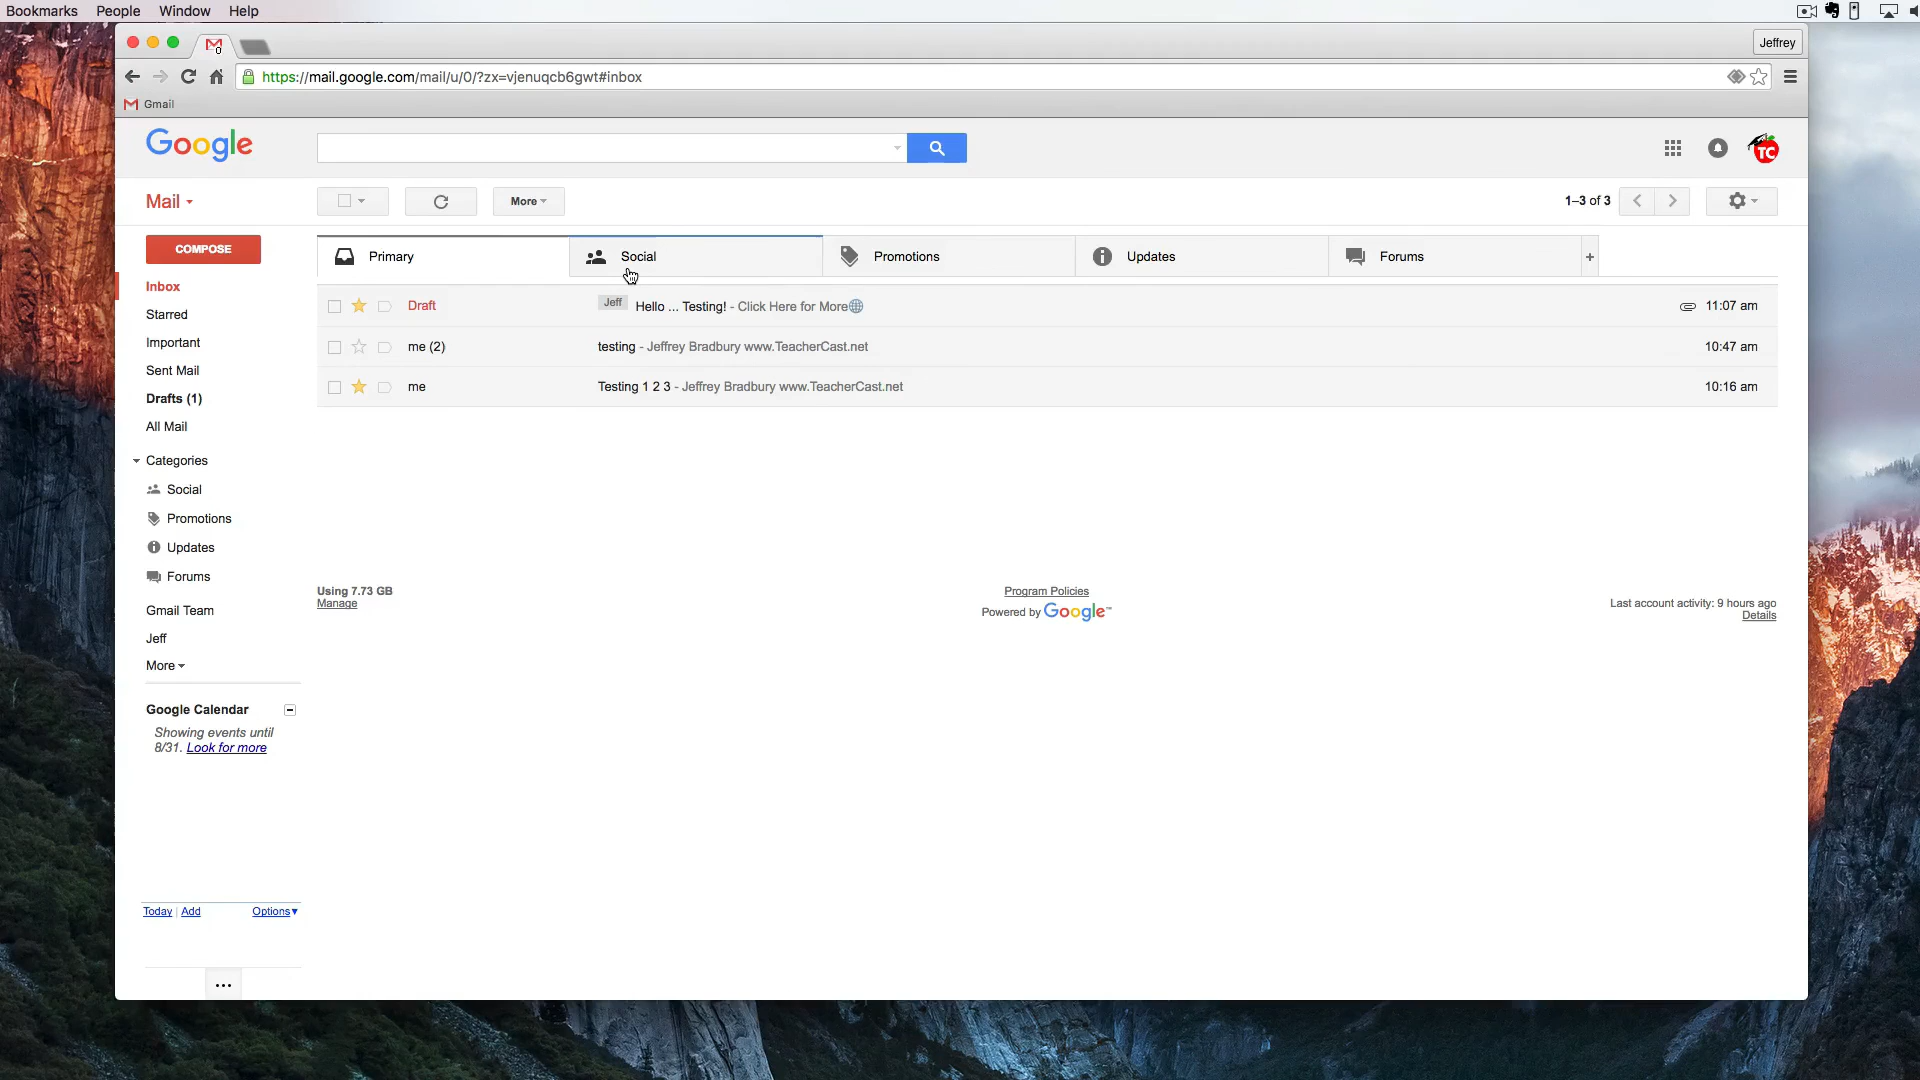 Bookmarks People Window Help
Jeffrey
https://mail.google.com/mail/u/0/?zx=vjenuqcb6gwt#inbox
Gmail
Google
TC
Mail
More
1–3 of 3
COMPOSE
Primary
Social
Promotions
Updates
Forums
+
Inbox
Starred
Important
Sent Mail
Drafts (1)
All Mail
Categories
Social
Promotions
Updates
Forums
Gmail Team
Jeff
More
Draft Jeff Hello ... Testing! - Click Here for More 11:07 am
me (2) testing - Jeffrey Bradbury www.TeacherCast.net 10:47 am
me Testing 1 2 3 - Jeffrey Bradbury www.TeacherCast.net 10:16 am
Using 7.73 GB
Manage
Program Policies
Powered by Google™
Last account activity: 9 hours ago
Details
Google Calendar
Showing events until
8/31. Look for more
Today | Add Options▼
...